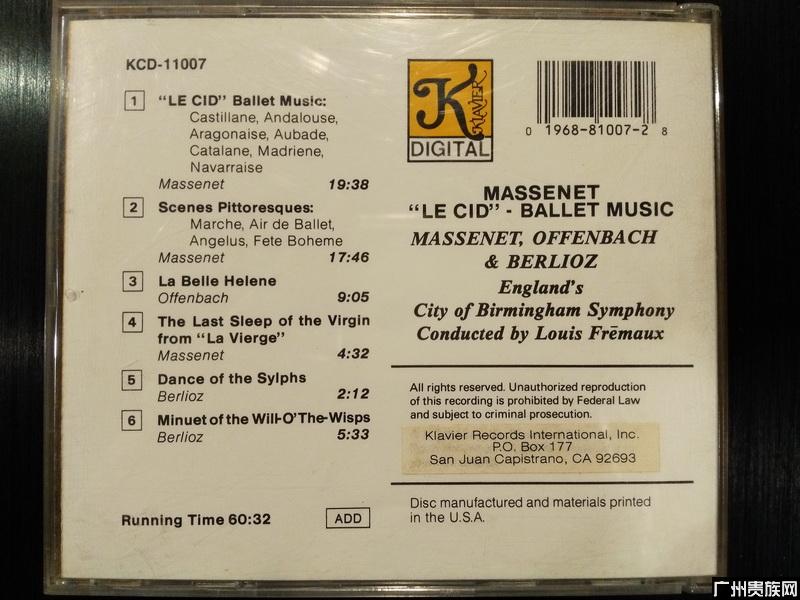 KCD-11007
1 "LE CID" Ballet Music:
Castillane, Andalouse,
Aragonaise, Aubade,
Catalane, Madriene,
Navarraise
Massenet 19:38
2 Scenes Pittoresques:
Marche, Air de Ballet,
Angelus, Fete Boheme
Massenet 17:46
3 La Belle Helene
Offenbach 9:05
4 The Last Sleep of the Virgin
from "La Vierge"
Massenet 4:32
5 Dance of the Sylphs
Berlioz 2:12
6 Minuet of the Will-O'The-Wisps
Berlioz 5:33
Running Time 60:32 ADD
K KLAVIER
DIGITAL
0 1968-81007-2 8
MASSENET
"LE CID" - BALLET MUSIC
MASSENET, OFFENBACH
& BERLIOZ
England's
City of Birmingham Symphony
Conducted by Louis Frēmaux
All rights reserved. Unauthorized reproduction
of this recording is prohibited by Federal Law
and subject to criminal prosecution.
Klavier Records International, Inc.
P.O. Box 177
San Juan Capistrano, CA 92693
Disc manufactured and materials printed
in the U.S.A.
广州贵族网